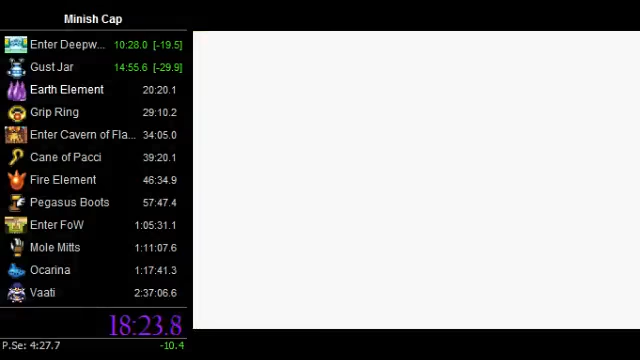 Minish Cap
Enter Deepw... 10:28.0 [-19.5]
Gust Jar 14:55.6 [-29.9]
Earth Element 20:20.1
Grip Ring 29:10.2
Enter Cavern of Fla... 34:05.0
Cane of Pacci 39:20.1
Fire Element 46:34.9
Pegasus Boots 57:47.4
Enter FoW 1:05:31.1
Mole Mitts 1:11:07.6
Ocarina 1:17:41.3
Vaati 2:37:06.6
18:23.8
P.Se: 4:27.7 -10.4